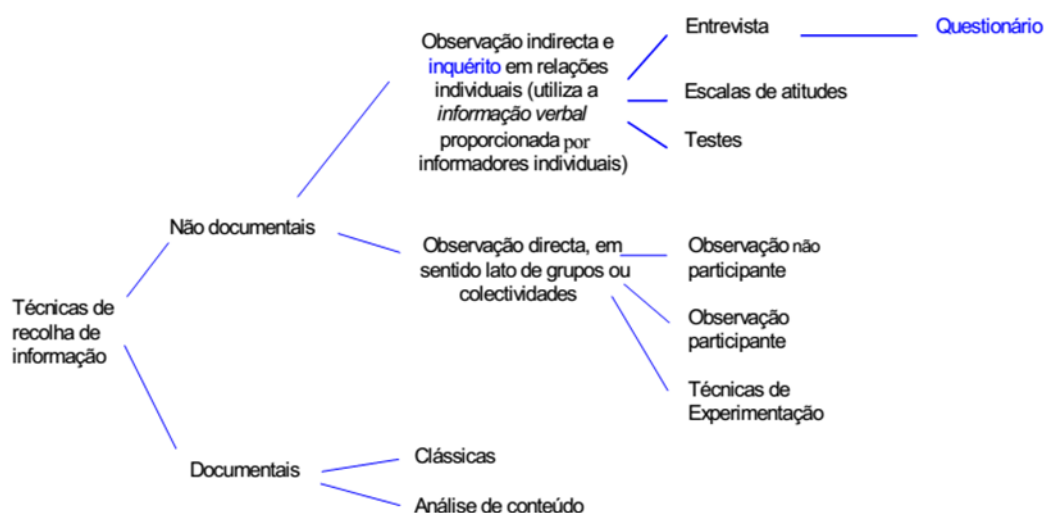 Técnicas de
recolha de
informação
Não documentais
Observação indirecta e
inquérito em relações
individuais (utiliza a
informação verbal
proporcionada por
informadores individuais)
Entrevista
Questionário
Escalas de atitudes
Testes
Observação directa, em
sentido lato de grupos ou
colectividades
Observação não
participante
Observação
participante
Técnicas de
Experimentação
Documentais
Clássicas
Análise de conteúdo